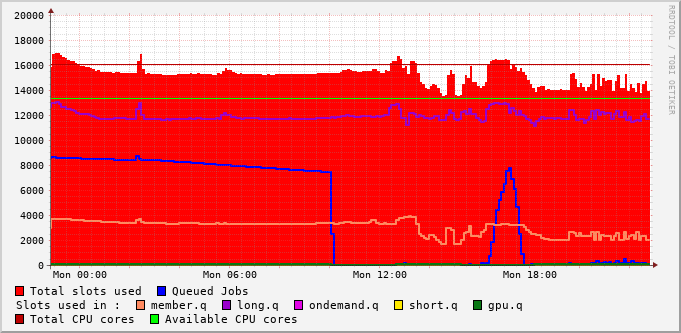 20000
18000
16000
14000
12000
10000
8000
6000
4000
2000
0
Mon 00:00 Mon 06:00 Mon 12:00 Mon 18:00
Total slots used Queued Jobs
Slots used in : member.q long.q ondemand.q short.q gpu.q
Total CPU cores Available CPU cores
RRDTOOL / TOBI OETIKER